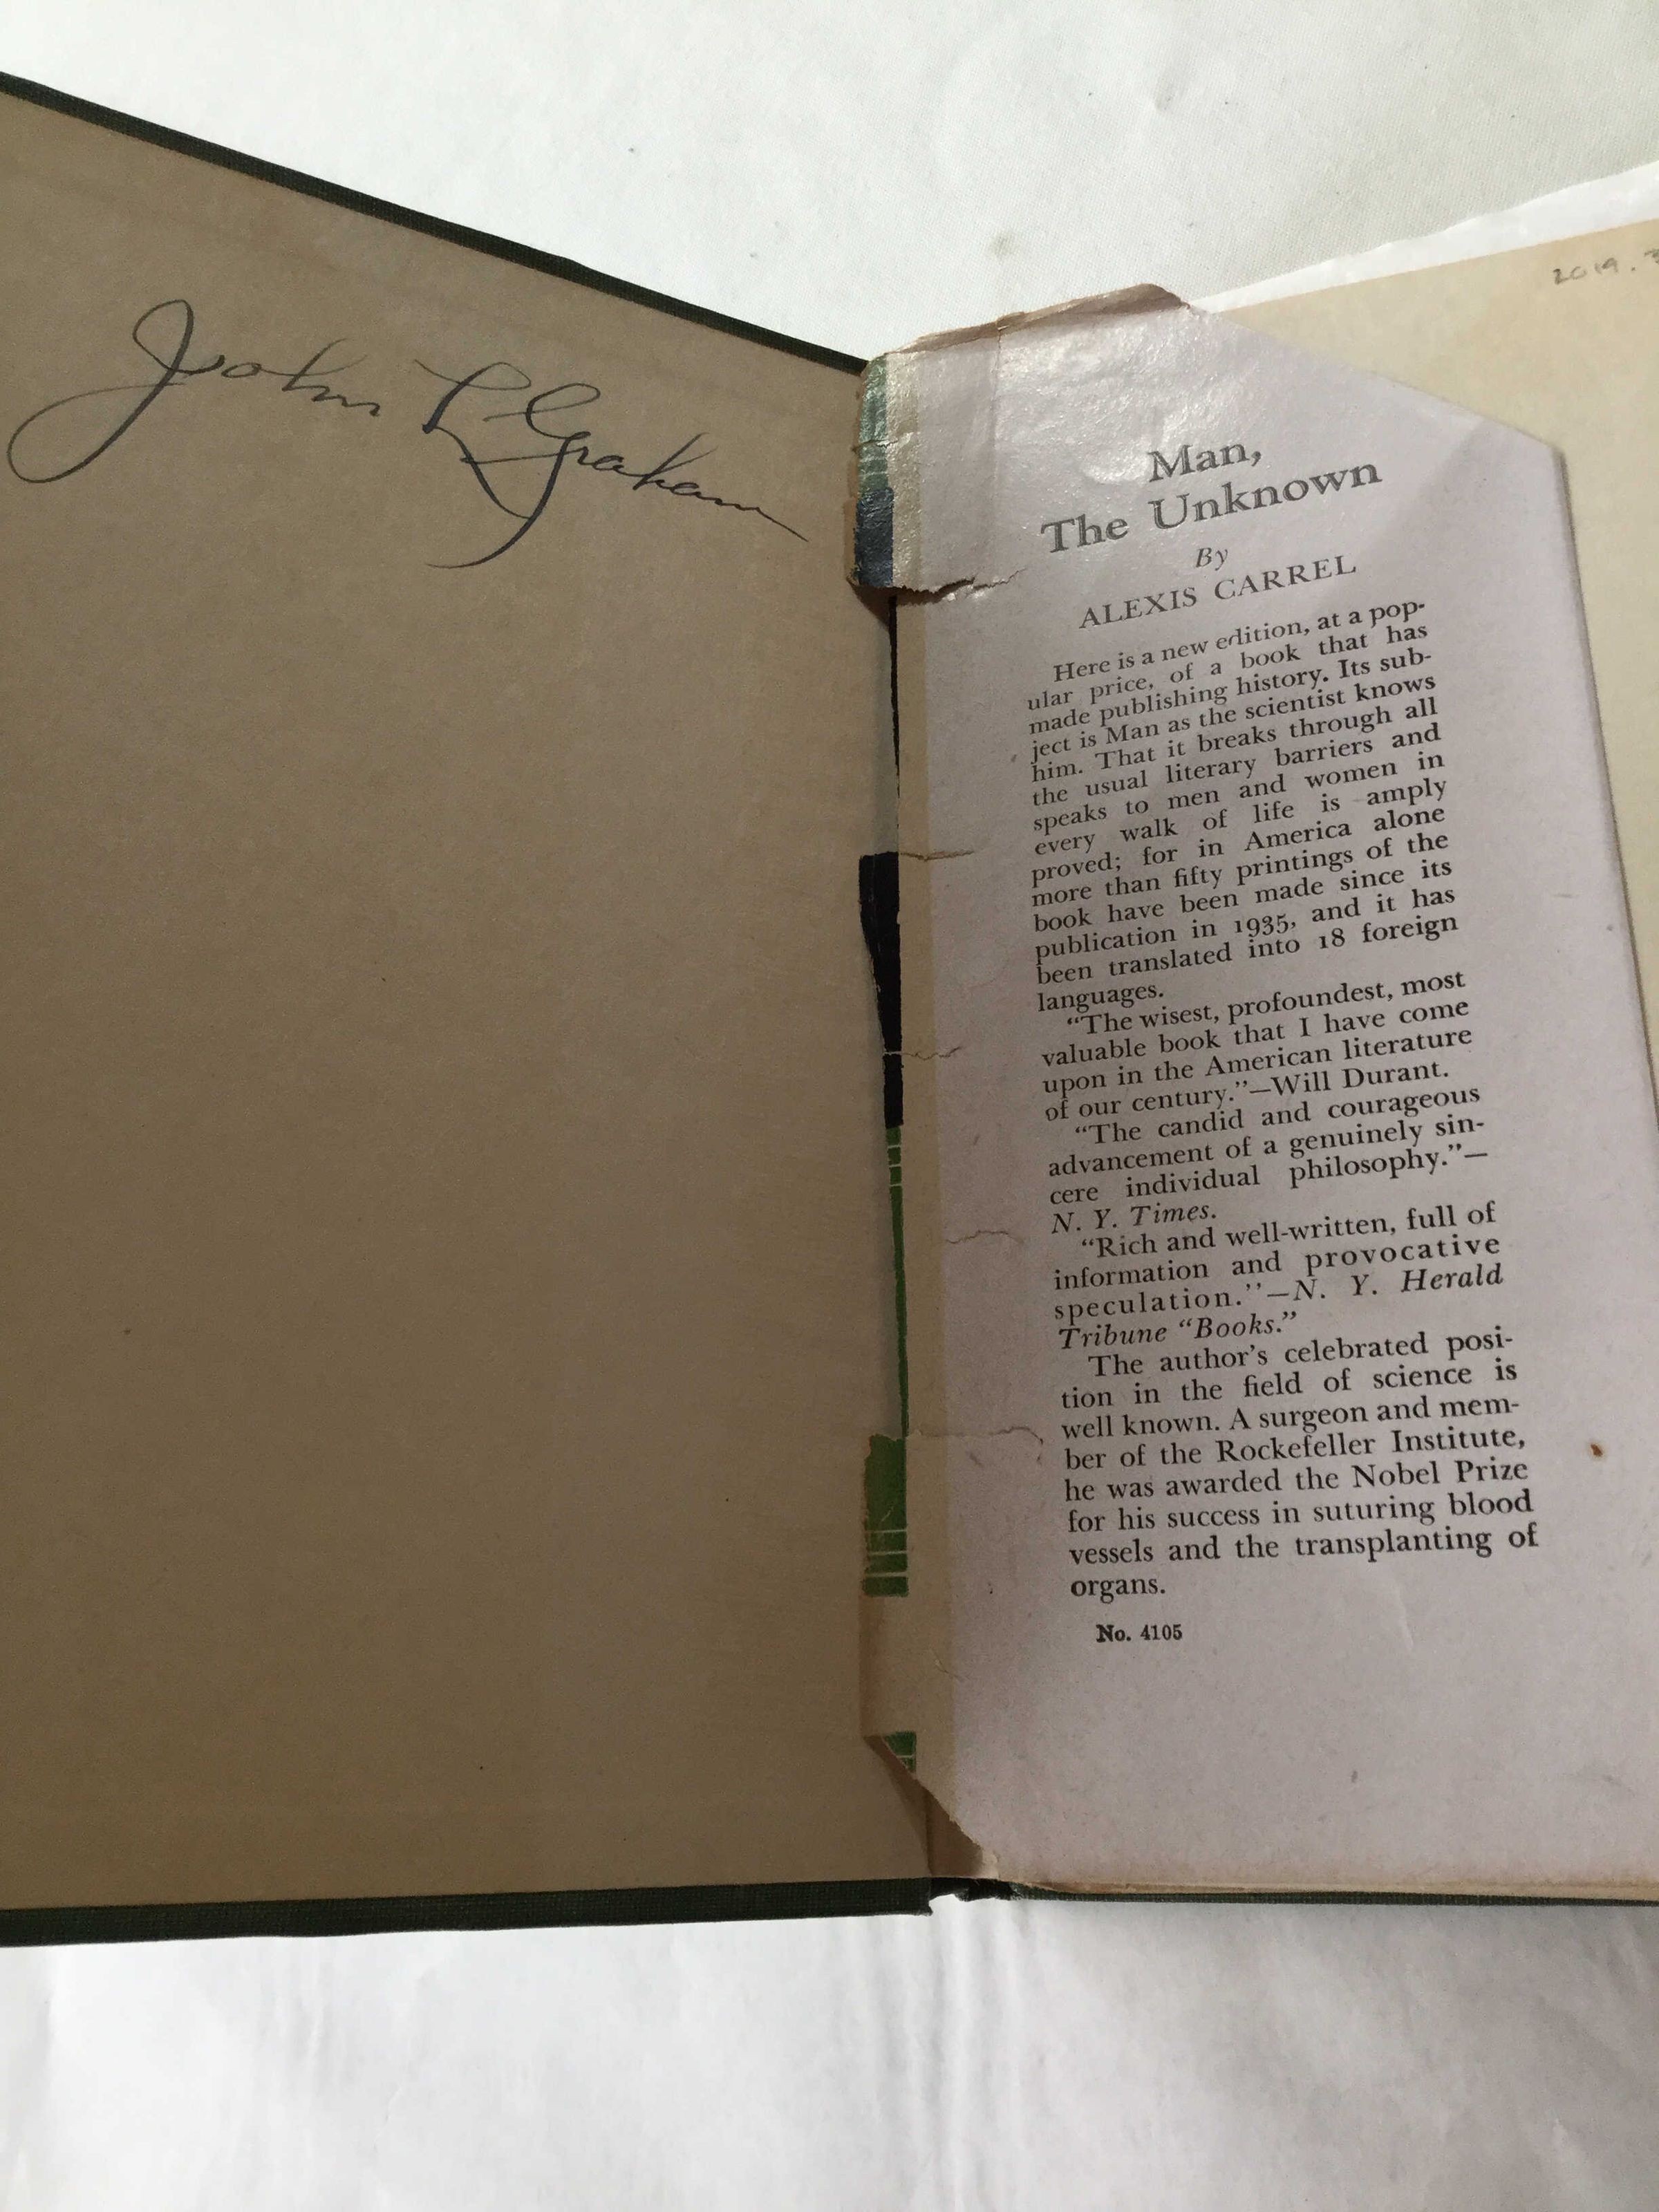 John L Graham
2019.
Man,
The Unknown
By
ALEXIS CARREL
Here is a new edition, at a pop-
ular price, of a book that has
made publishing history. Its sub-
ject is Man as the scientist knows
him. That it breaks through all
the usual literary barriers and
speaks to men and women in
every walk of life is amply
proved; for in America alone
more than fifty printings of the
book have been made since its
publication in 1935, and it has
been translated into 18 foreign
languages.
“The wisest, profoundest, most
valuable book that I have come
upon in the American literature
of our century.”—Will Durant.
“The candid and courageous
advancement of a genuinely sin-
cere individual philosophy.”—
N. Y. Times.
“Rich and well-written, full of
information and provocative
speculation.”—N. Y. Herald
Tribune “Books.”
The author’s celebrated posi-
tion in the field of science is
well known. A surgeon and mem-
ber of the Rockefeller Institute,
he was awarded the Nobel Prize
for his success in suturing blood
vessels and the transplanting of
organs.
No. 4105